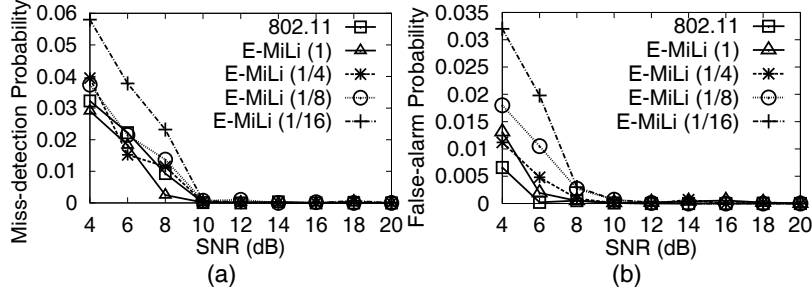 Miss-detection Probability
0.06
0.05
0.04
0.03
0.02
0.01
0
802.11
E-MiLi (1)
E-MiLi (1/4)
E-MiLi (1/8)
E-MiLi (1/16)
4 6 8 10 12 14 16 18 20
SNR (dB)
(a)
False-alarm Probability
0.035
0.03
0.025
0.02
0.015
0.01
0.005
0
802.11
E-MiLi (1)
E-MiLi (1/4)
E-MiLi (1/8)
E-MiLi (1/16)
4 6 8 10 12 14 16 18 20
SNR (dB)
(b)